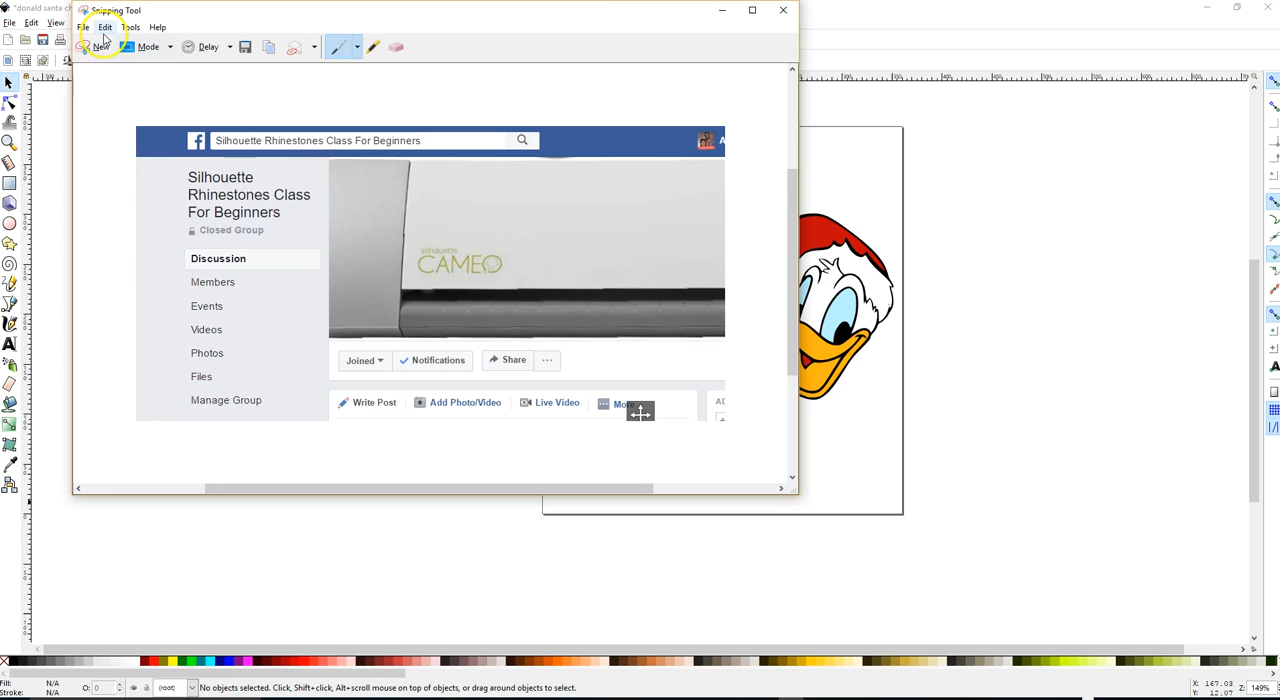 *donald santa c
Snipping Tool
File Edit View
File Edit Tools Help
New Mode Delay
Silhouette Rhinestones Class For Beginners
A
Silhouette
Rhinestones Class
For Beginners
Closed Group
silhouette
CAMEO
Discussion
Members
Events
Videos
Photos
Files
Manage Group
Joined Notifications Share ...
Write Post Add Photo/Video Live Video More
AD
Fill: N/A
Stroke: N/A
O: 0
(root)
No objects selected. Click, Shift+click, Alt+scroll mouse on top of objects, or drag around objects to select.
X: 167.03
Y: 12.07
Z: 149%